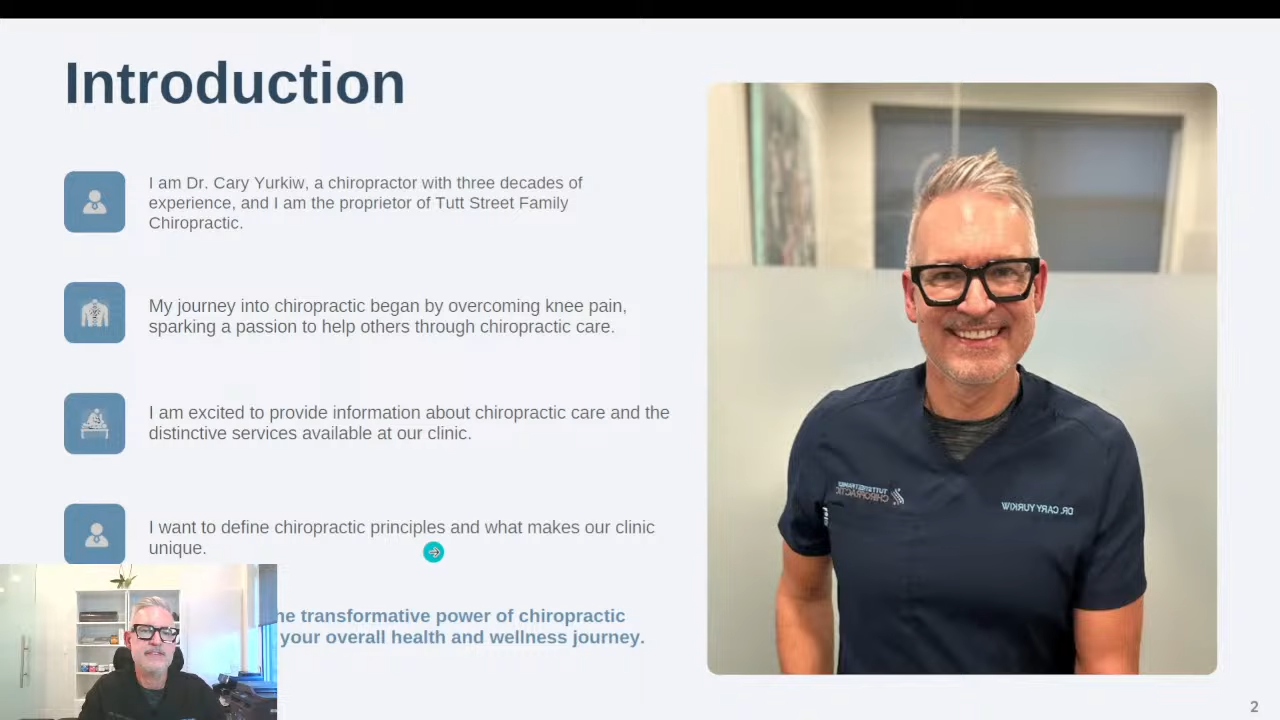 Introduction
I am Dr. Cary Yurkiw, a chiropractor with three decades of
experience, and I am the proprietor of Tutt Street Family
Chiropractic.
My journey into chiropractic began by overcoming knee pain,
sparking a passion to help others through chiropractic care.
I am excited to provide information about chiropractic care and the
distinctive services available at our clinic.
I want to define chiropractic principles and what makes our clinic
unique.
transformative power of chiropractic
your overall health and wellness journey.
TUTT STREET FAMILY
CHIROPRACTIC
DR. CARY YURKIW
2